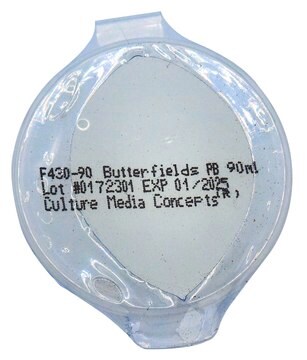 F430-90 Butterfields PB 90ml
Lot #0172301 EXP 01/2025
Culture Media Concepts(R)